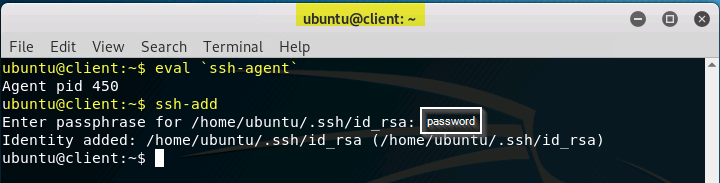 ubuntu@client: ~
File Edit View Search Terminal Help
ubuntu@client:~$ eval `ssh-agent`
Agent pid 450
ubuntu@client:~$ ssh-add
Enter passphrase for /home/ubuntu/.ssh/id_rsa: password
Identity added: /home/ubuntu/.ssh/id_rsa (/home/ubuntu/.ssh/id_rsa)
ubuntu@client:~$